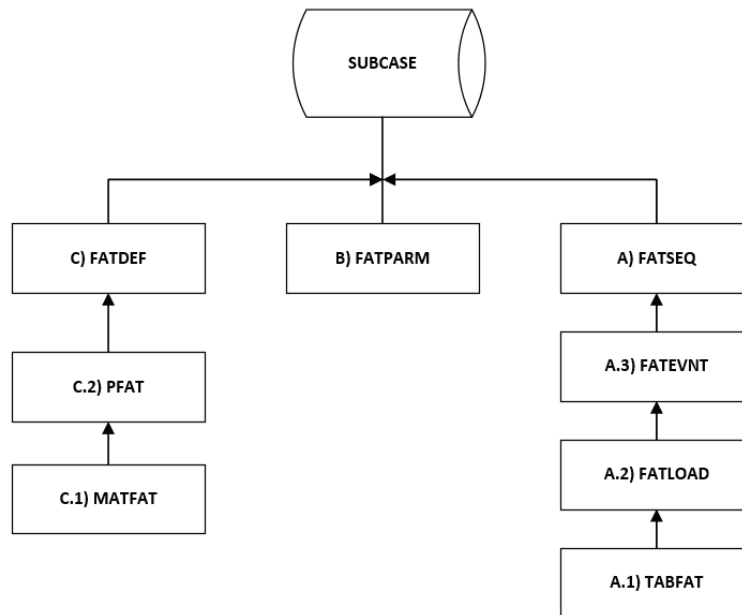 SUBCASE
C) FATDEF
B) FATPARM
A) FATSEQ
C.2) PFAT
A.3) FATEVNT
C.1) MATFAT
A.2) FATLOAD
A.1) TABFAT